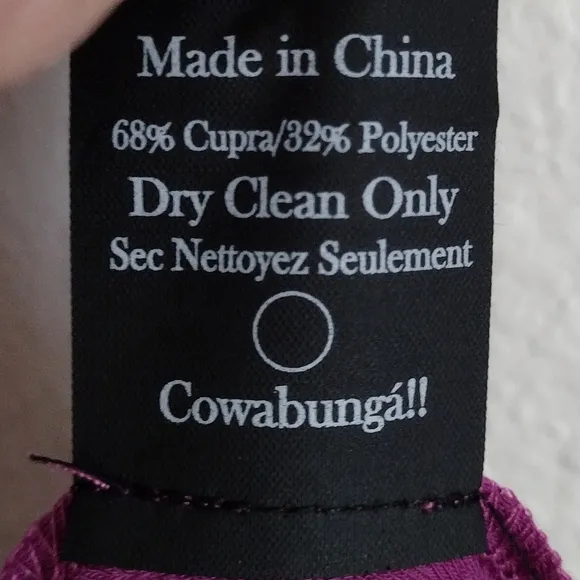 Made in China
68% Cupra/32% Polyester
Dry Clean Only
Sec Nettoyez Seulement
Cowabungá!!